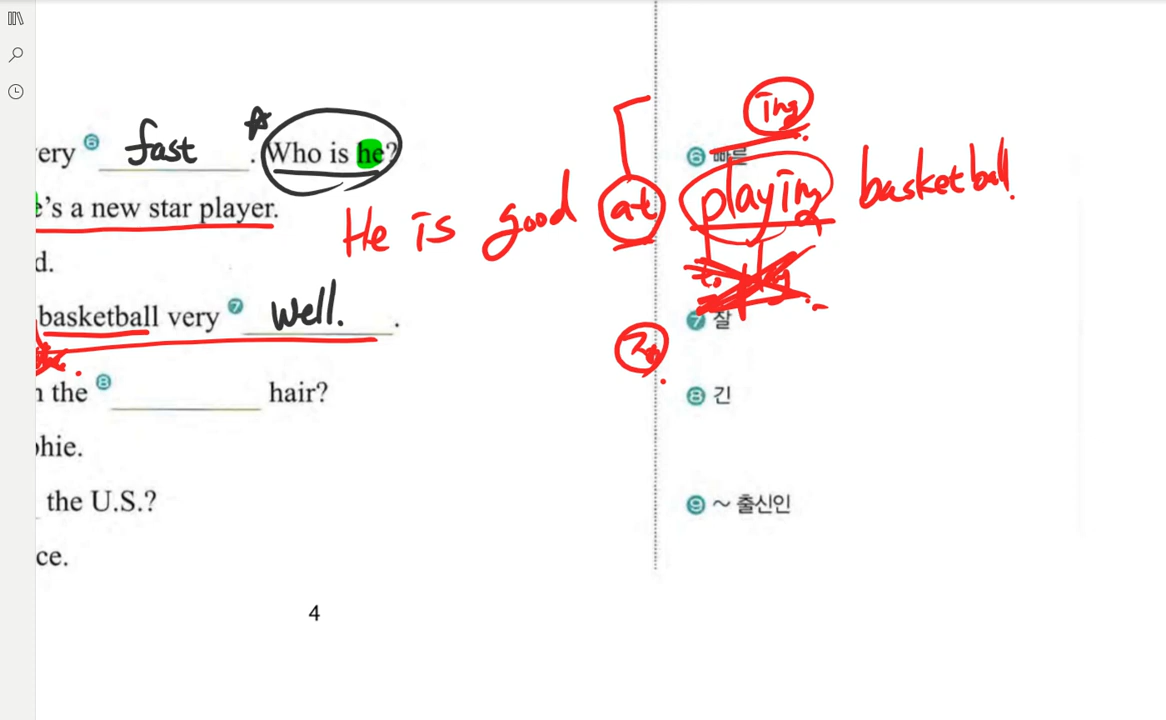 ing
ery ⑥ fast . Who is he?
⑥ 빠른
's a new star player.
He is good at playing basketball.
d.
basketball very ⑦ well. .
⑦ 잘
the ⑧ hair?
⑧ 긴
phie.
the U.S.?
⑨ ~ 출신인
ce.
4